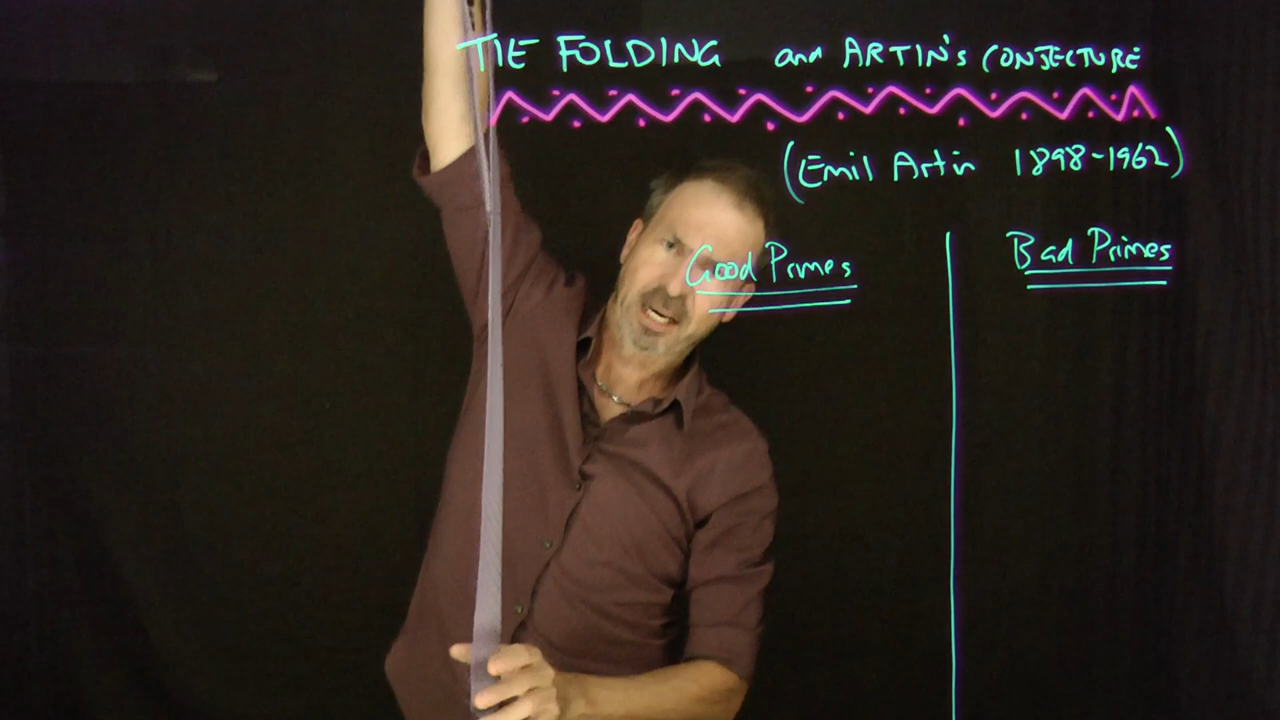 TIE FOLDING and ARTIN's CONJECTURE
(Emil Artin 1898-1962)
Good Primes
Bad Primes